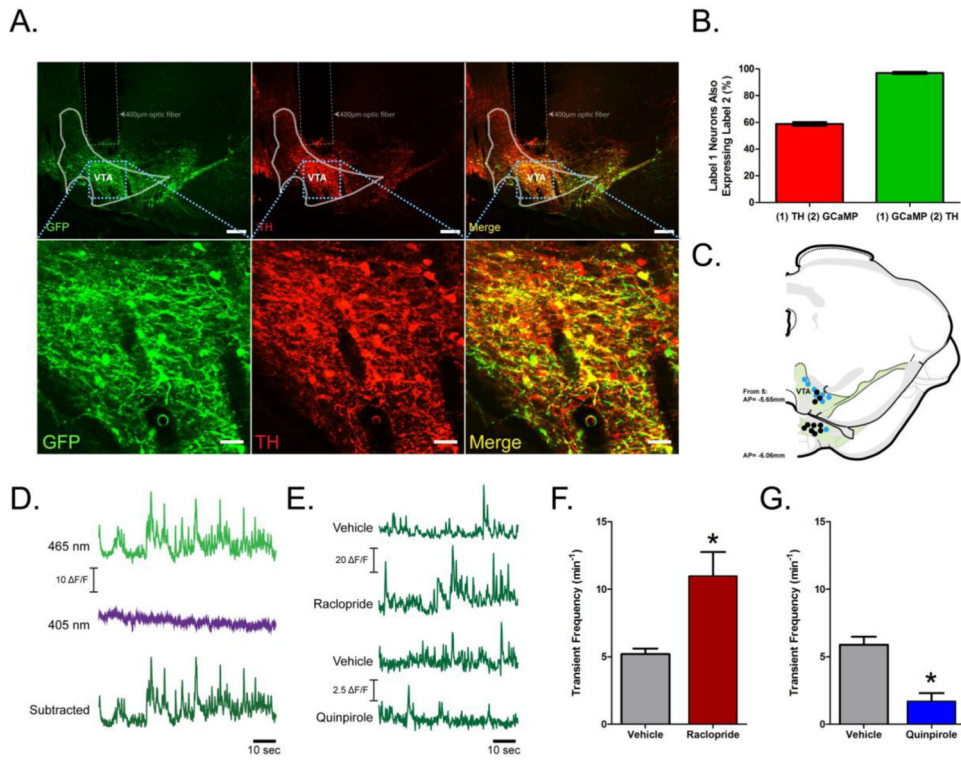 A.
400µm optic fiber
400µm optic fiber
VTA
VTA
VTA
GFP
TH
Merge
GFP
TH
Merge
B.
Label 1 Neurons Also
Expressing Label 2 (%)
100
80
60
40
20
0
(1) TH (2) GCaMP
(1) GCaMP (2) TH
C.
VTA
From 6:
AP= -5.65mm
AP= -6.06mm
D.
465 nm
10 ΔF/F
405 nm
Subtracted
10 sec
E.
Vehicle
20 ΔF/F
Raclopride
Vehicle
2.5 ΔF/F
Quinpirole
10 sec
F.
Transient Frequency (min-1)
15
10
5
0
*
Vehicle
Raclopride
G.
Transient Frequency (min-1)
15
10
5
0
*
Vehicle
Quinpirole